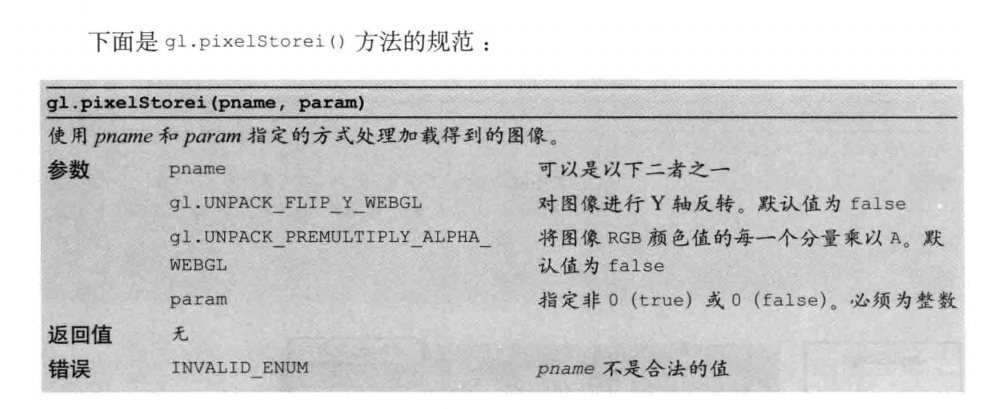 下面是 gl.pixelStorei() 方法的规范：
gl.pixelStorei(pname, param)
使用 pname 和 param 指定的方式处理加载得到的图像。
参数 pname 可以是以下二者之一
gl.UNPACK_FLIP_Y_WEBGL 对图像进行 Y 轴反转。默认值为 false
gl.UNPACK_PREMULTIPLY_ALPHA_ 将图像 RGB 颜色值的每一个分量乘以 A。默
WEBGL 认值为 false
param 指定非 0 (true) 或 0 (false)。必须为整数
返回值 无
错误 INVALID_ENUM pname 不是合法的值